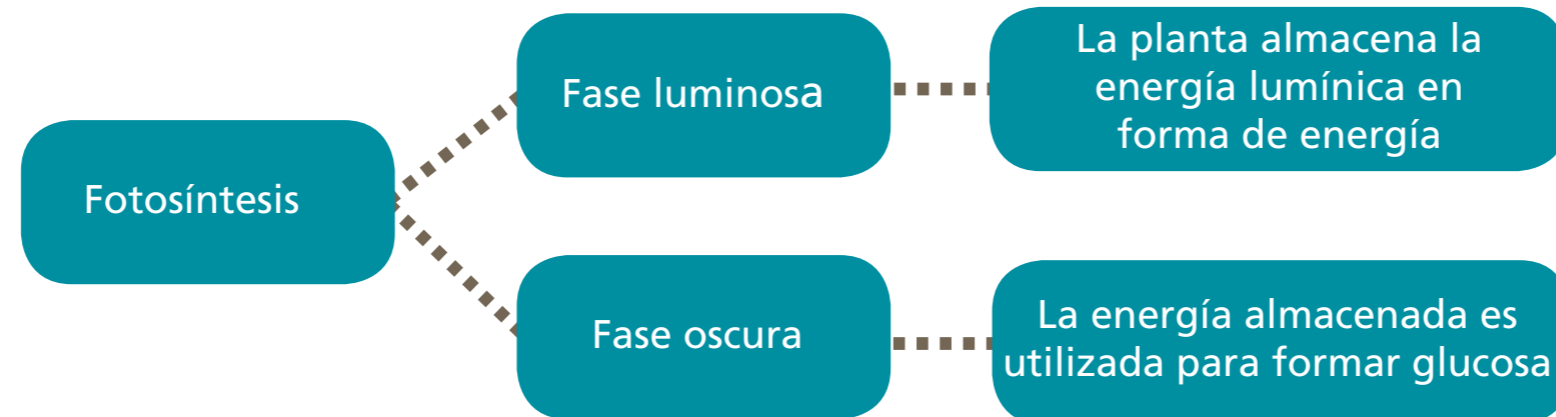 Fotosíntesis
Fase luminosa
La planta almacena la
energía lumínica en
forma de energía
Fase oscura
La energía almacenada es
utilizada para formar glucosa